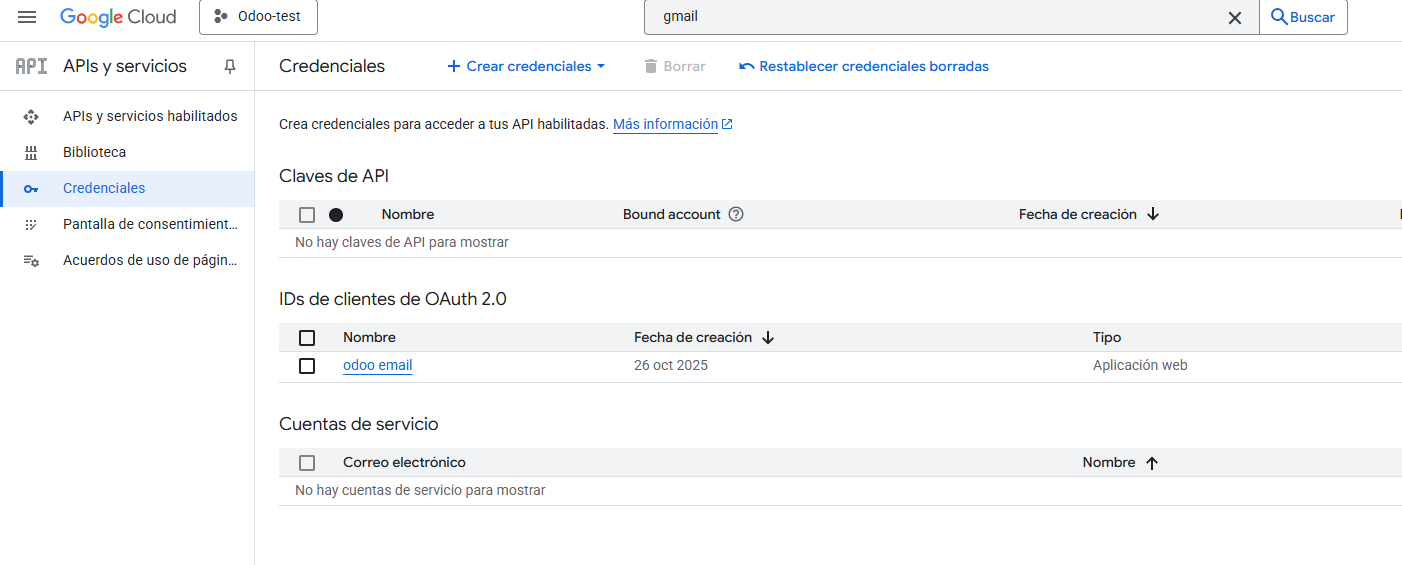 Google Cloud Odoo-test gmail Buscar
API APIs y servicios
Credenciales Crear credenciales Borrar Restablecer credenciales borradas
APIs y servicios habilitados
Biblioteca
Credenciales
Pantalla de consentimient...
Acuerdos de uso de págin...
Crea credenciales para acceder a tus API habilitadas. Más información
Claves de API
Nombre Bound account Fecha de creación
No hay claves de API para mostrar
IDs de clientes de OAuth 2.0
Nombre Fecha de creación Tipo
odoo email 26 oct 2025 Aplicación web
Cuentas de servicio
Correo electrónico Nombre
No hay cuentas de servicio para mostrar